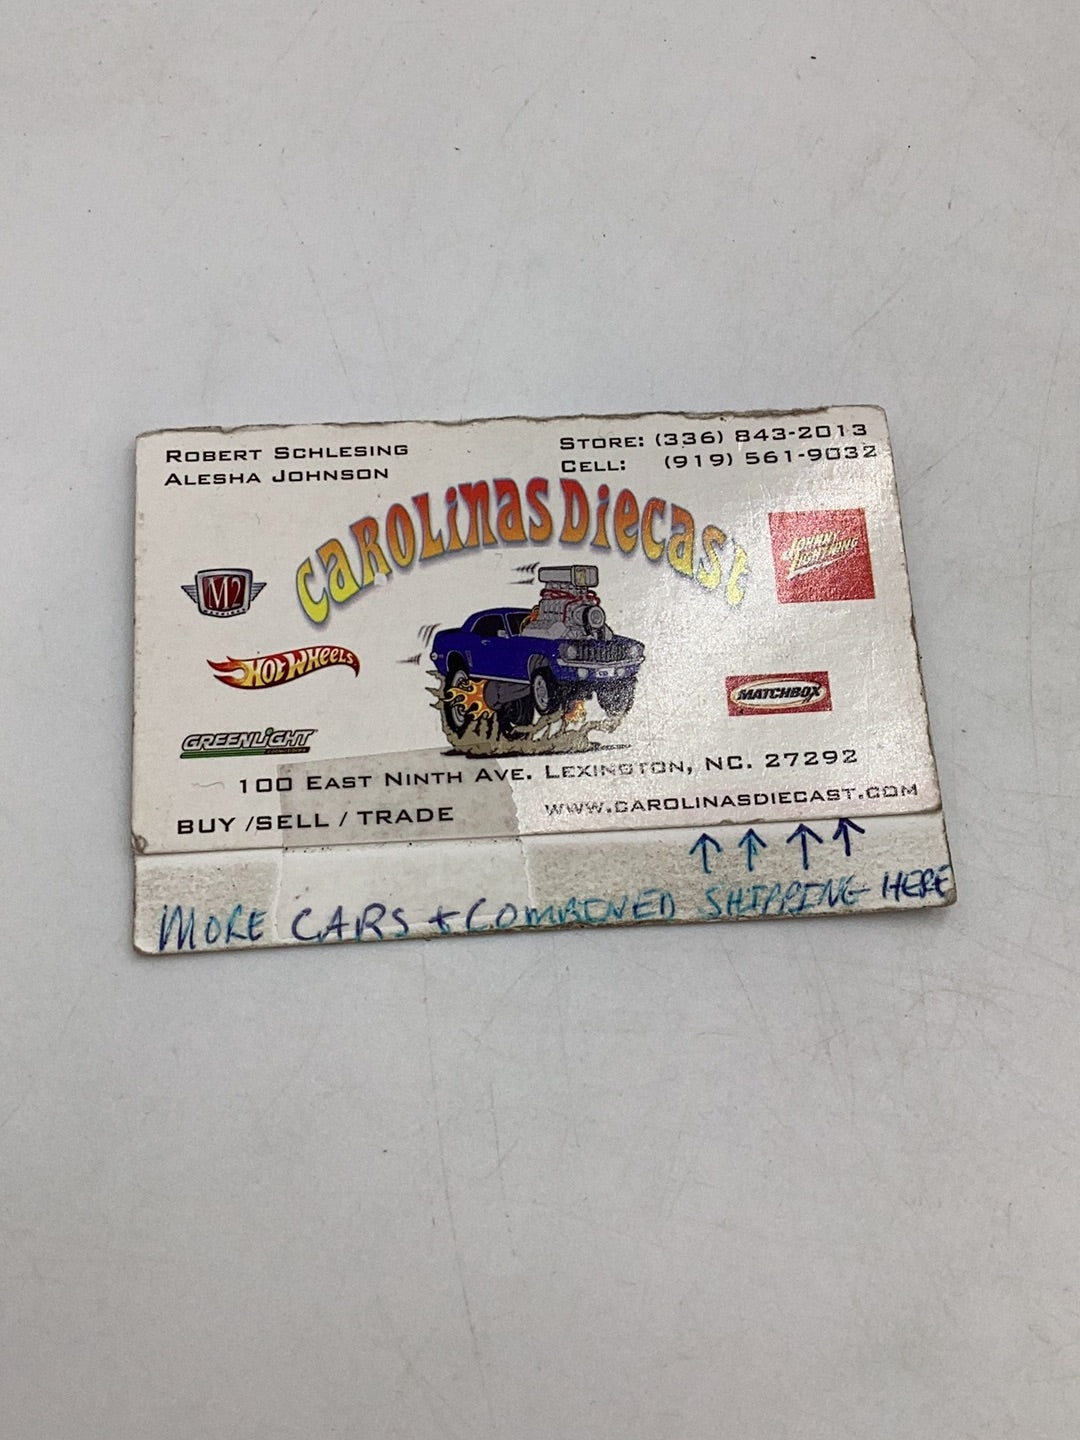 ROBERT SCHLESING
ALESHA JOHNSON
STORE: (336) 843-2013
CELL: (919) 561-9032
CAROLINAS DIECAST
M2
JOHNNY LIGHTNING
HOT WHEELS
MATCHBOX
GREENLIGHT
100 EAST NINTH AVE. LEXINGTON, NC. 27292
BUY /SELL / TRADE
WWW.CAROLINASDIECAST.COM
↑ ↑ ↑ ↑
MORE CARS + COMBINED SHIPPING HERE